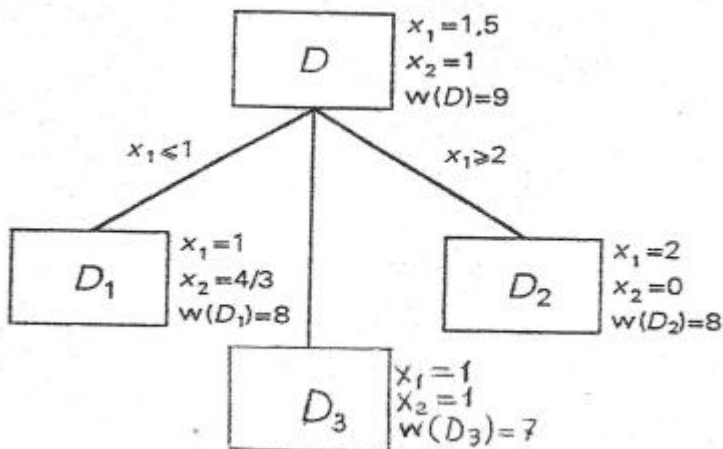 D
x₁=1,5
x₂=1
w(D)=9
x₁≤1
x₁≥2
D₁
x₁=1
x₂=4/3
w(D₁)=8
D₂
x₁=2
x₂=0
w(D₂)=8
D₃
x₁=1
x₂=1
w(D₃)=7